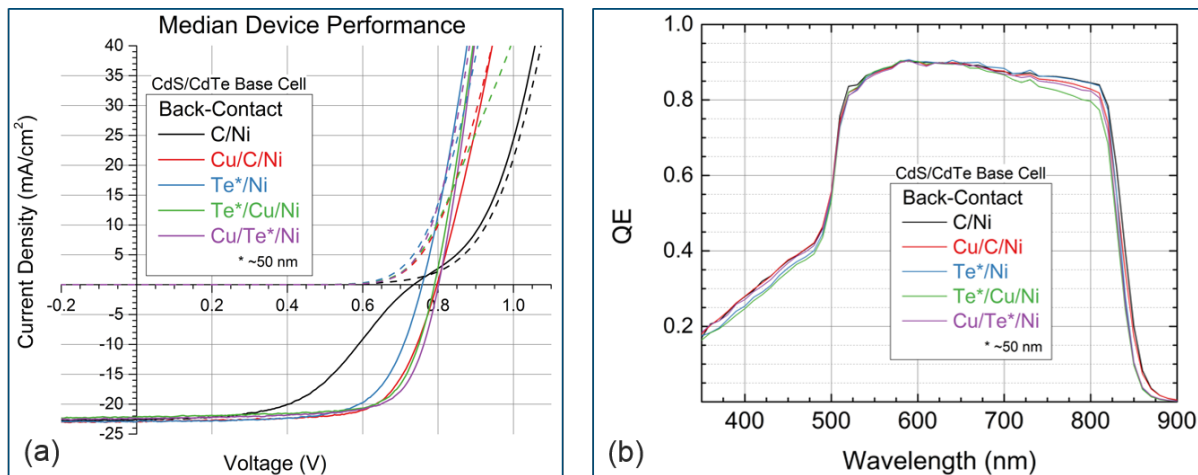 Median Device Performance
Current Density (mA/cm²)
40
35
30
25
20
15
10
5
-5
-10
-15
-20
-25
-0.2
0.2
0.4
0.6
0.8
1.0
CdS/CdTe Base Cell
Back-Contact
C/Ni
Cu/C/Ni
Te*/Ni
Te*/Cu/Ni
Cu/Te*/Ni
* ~50 nm
Voltage (V)
(a)
QE
1.0
0.8
0.6
0.4
0.2
CdS/CdTe Base Cell
Back-Contact
C/Ni
Cu/C/Ni
Te*/Ni
Te*/Cu/Ni
Cu/Te*/Ni
* ~50 nm
400
500
600
700
800
900
Wavelength (nm)
(b)